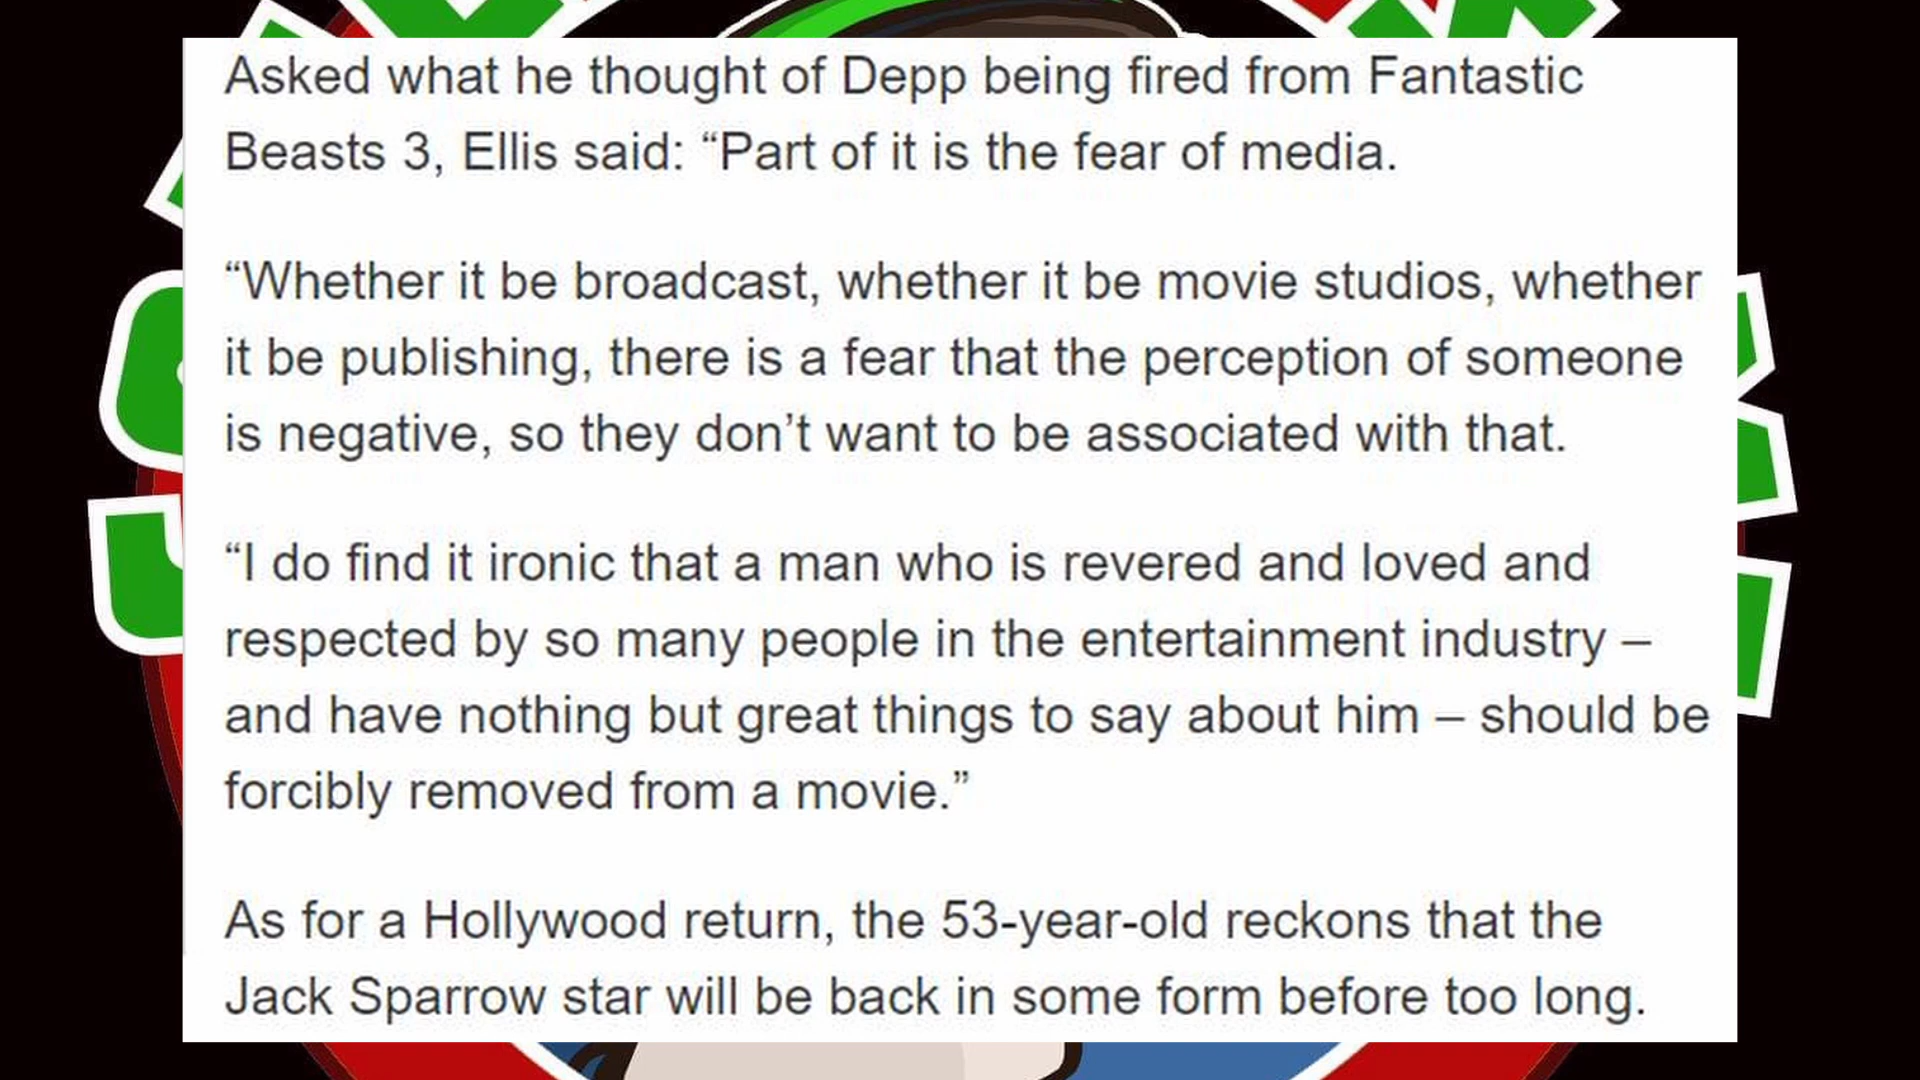 Asked what he thought of Depp being fired from Fantastic
Beasts 3, Ellis said: “Part of it is the fear of media.
“Whether it be broadcast, whether it be movie studios, whether
it be publishing, there is a fear that the perception of someone
is negative, so they don’t want to be associated with that.
“I do find it ironic that a man who is revered and loved and
respected by so many people in the entertainment industry –
and have nothing but great things to say about him – should be
forcibly removed from a movie.”
As for a Hollywood return, the 53-year-old reckons that the
Jack Sparrow star will be back in some form before too long.